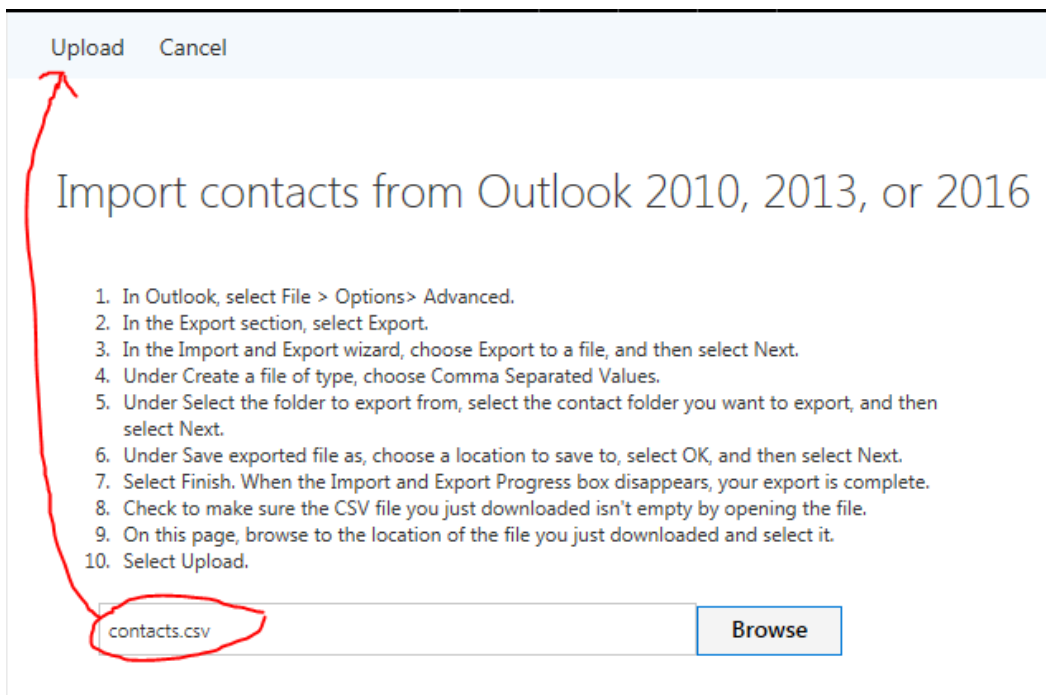 Upload Cancel
Import contacts from Outlook 2010, 2013, or 2016
1. In Outlook, select File > Options> Advanced.
2. In the Export section, select Export.
3. In the Import and Export wizard, choose Export to a file, and then select Next.
4. Under Create a file of type, choose Comma Separated Values.
5. Under Select the folder to export from, select the contact folder you want to export, and then
select Next.
6. Under Save exported file as, choose a location to save to, select OK, and then select Next.
7. Select Finish. When the Import and Export Progress box disappears, your export is complete.
8. Check to make sure the CSV file you just downloaded isn't empty by opening the file.
9. On this page, browse to the location of the file you just downloaded and select it.
10. Select Upload.
contacts.csv Browse